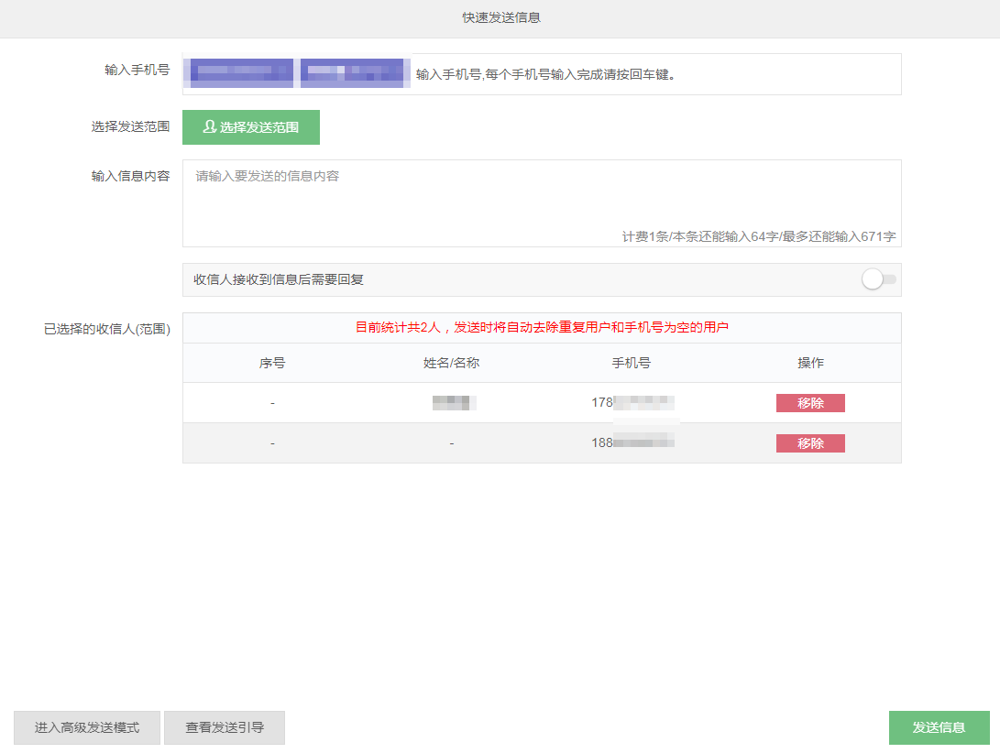 快速发送信息
输入手机号
输入手机号,每个手机号输入完成请按回车键。
选择发送范围
选择发送范围
输入信息内容
请输入要发送的信息内容
计费1条/本条还能输入64字/最多还能输入671字
收信人接收到信息后需要回复
已选择的收信人(范围)
目前统计共2人，发送时将自动去除重复用户和手机号为空的用户
序号 姓名/名称 手机号 操作
- 178 移除
- - 188 移除
进入高级发送模式 查看发送引导 发送信息